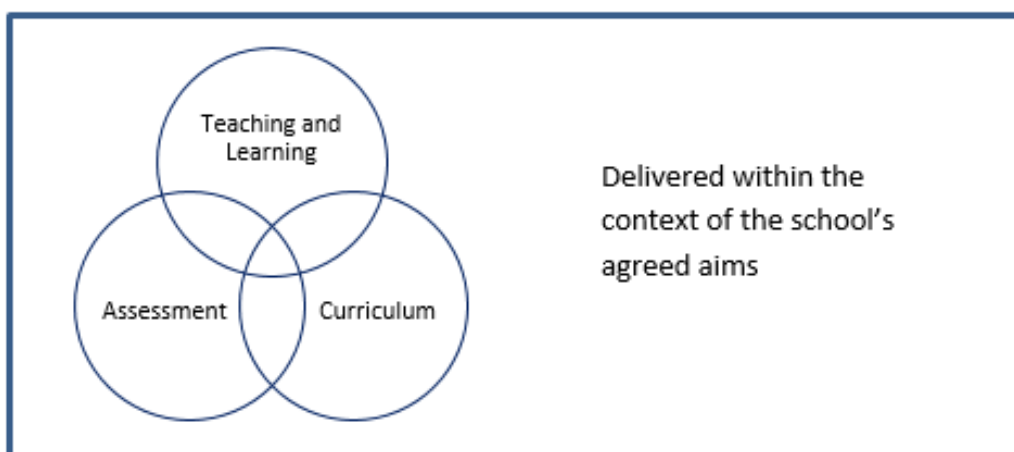 Teaching and
Learning
Assessment
Curriculum
Delivered within the
context of the school’s
agreed aims